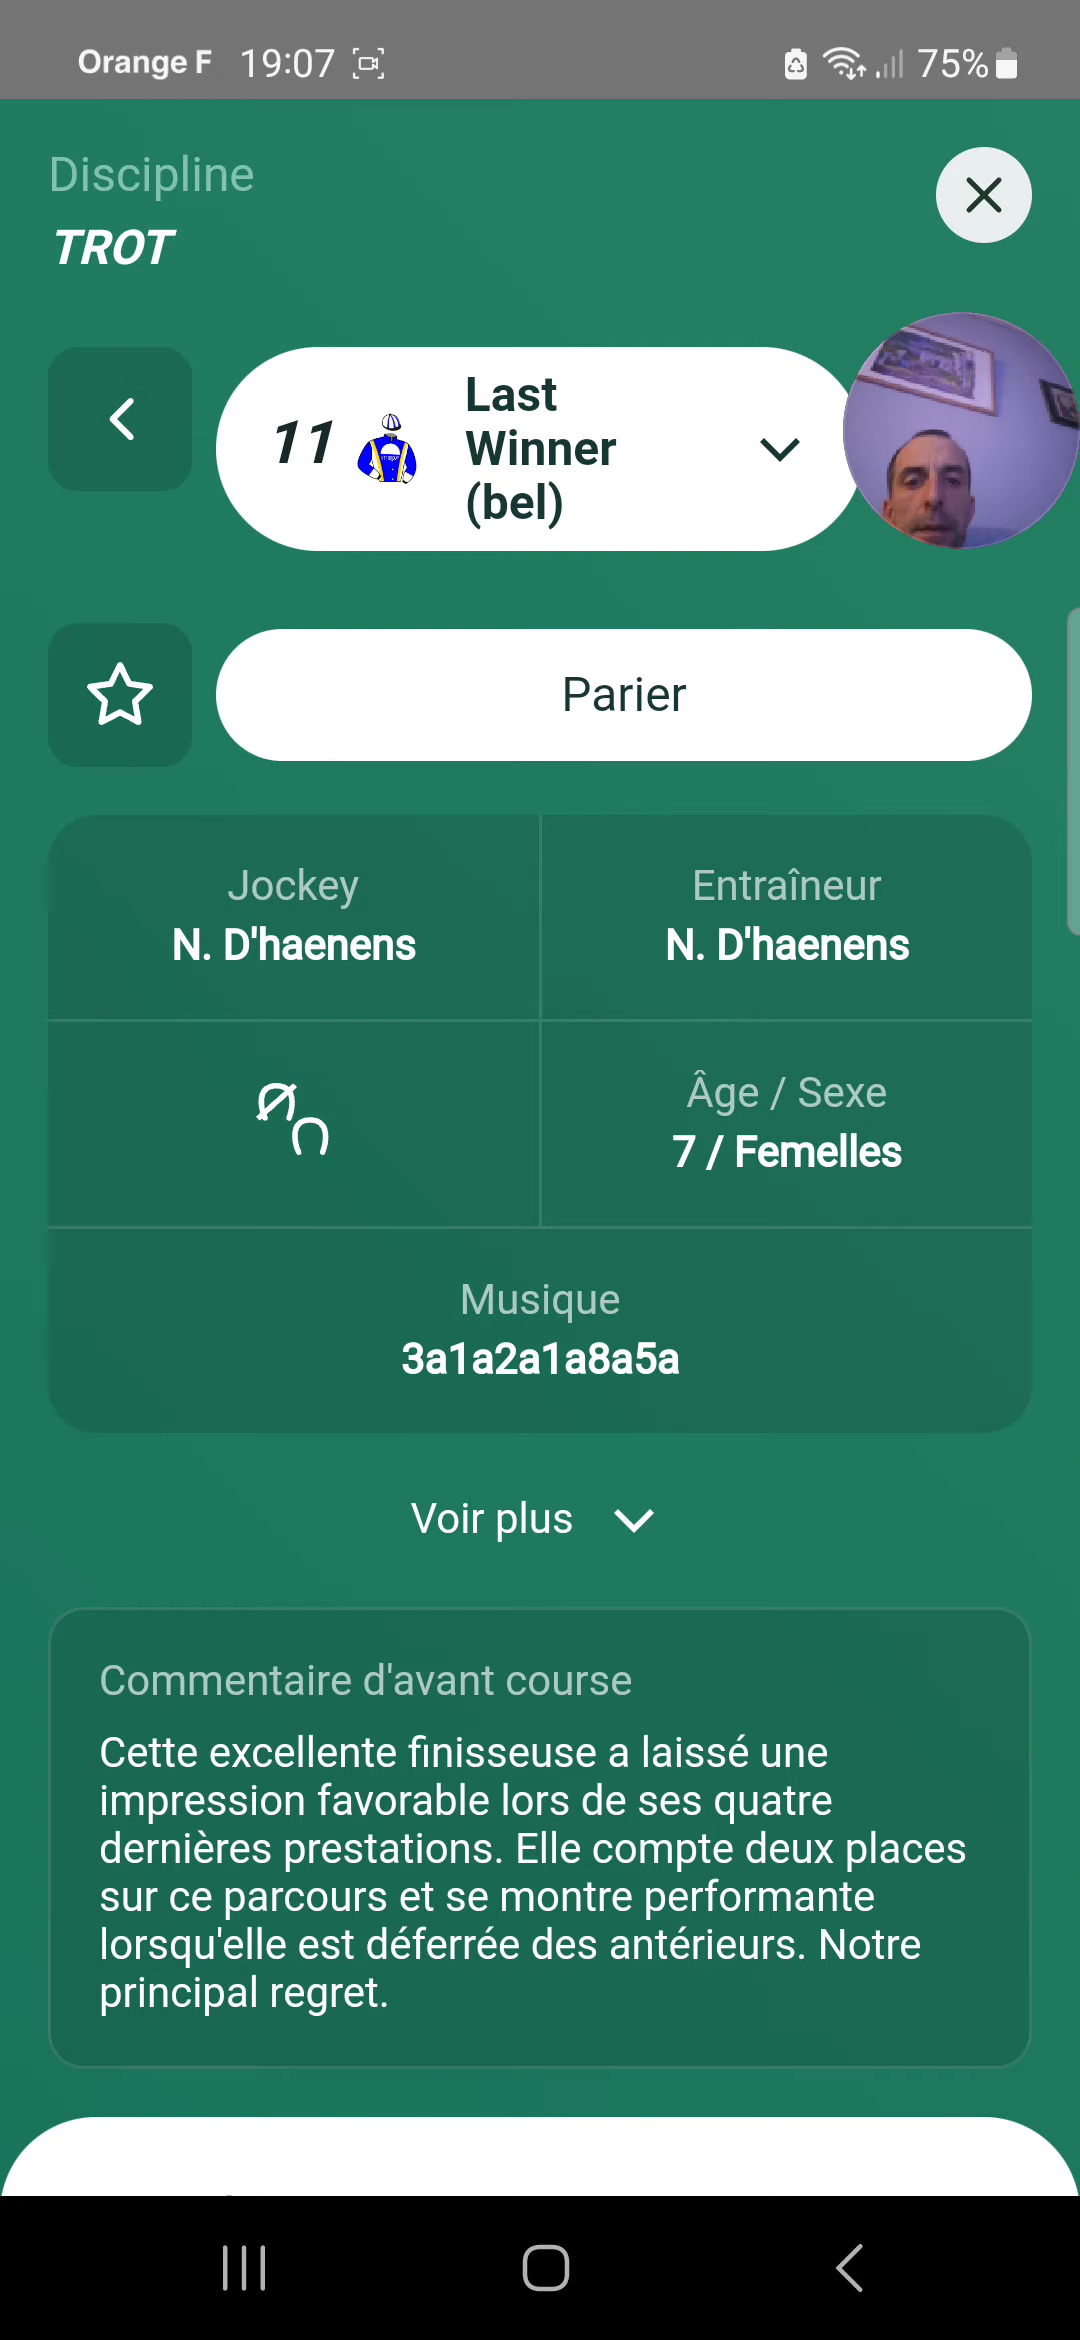 Orange F 19:07 75%
Discipline
TROT
11
Last
Winner
(bel)
Parier
Jockey
N. D'haenens
Entraîneur
N. D'haenens
Âge / Sexe
7 / Femelles
Musique
3a1a2a1a8a5a
Voir plus
Commentaire d'avant course
Cette excellente finisseuse a laissé une
impression favorable lors de ses quatre
dernières prestations. Elle compte deux places
sur ce parcours et se montre performante
lorsqu'elle est déferrée des antérieurs. Notre
principal regret.